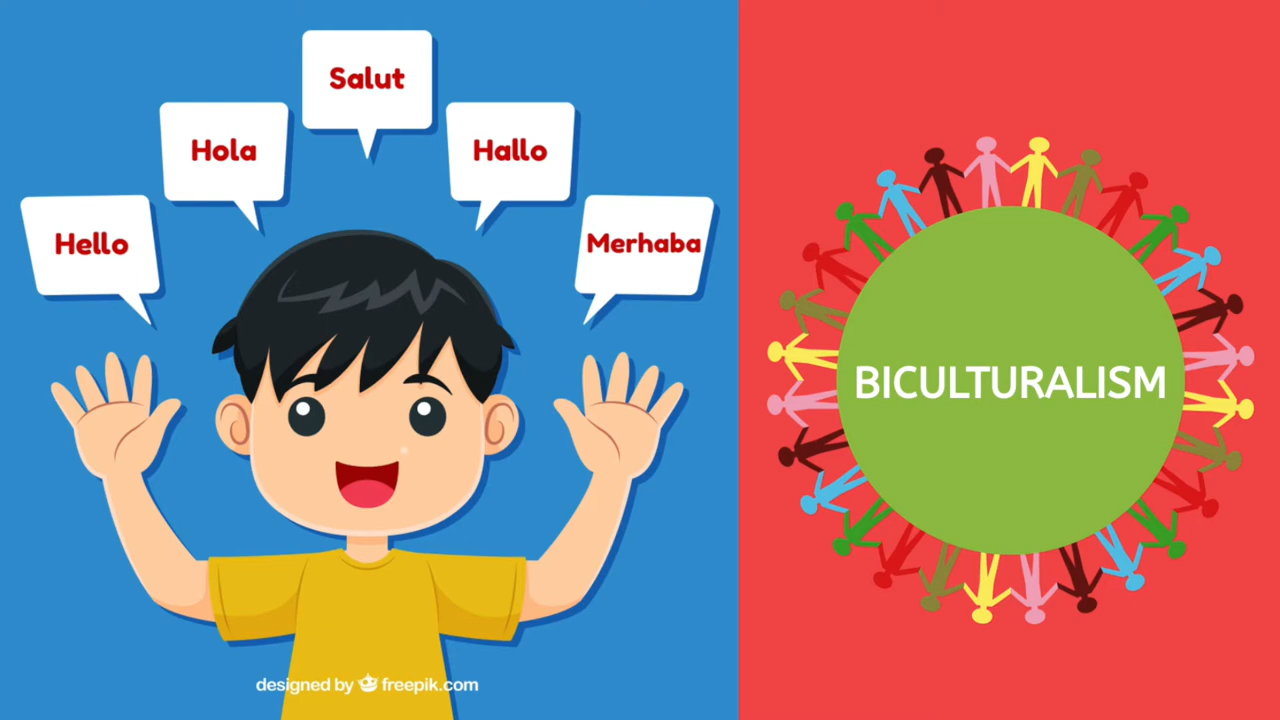 Salut
Hola
Hallo
Hello
Merhaba
BICULTURALISM
designed by freepik.com